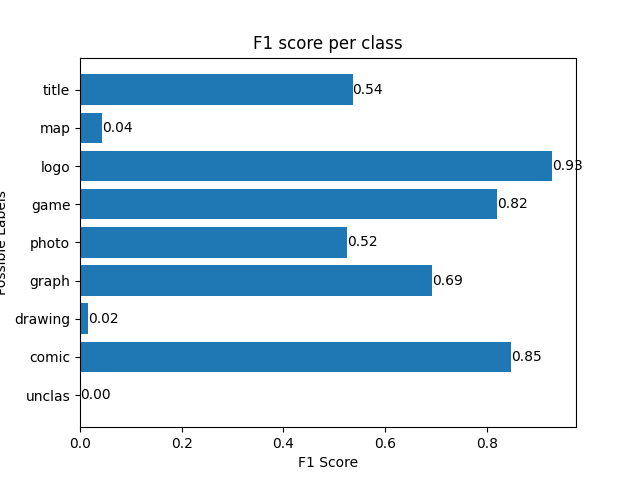 F1 score per class
title 0.54
map 0.04
logo 0.93
game 0.82
photo 0.52
graph 0.69
drawing 0.02
comic 0.85
unclas 0.00
0.0 0.2 0.4 0.6 0.8
F1 Score
Possible Labels